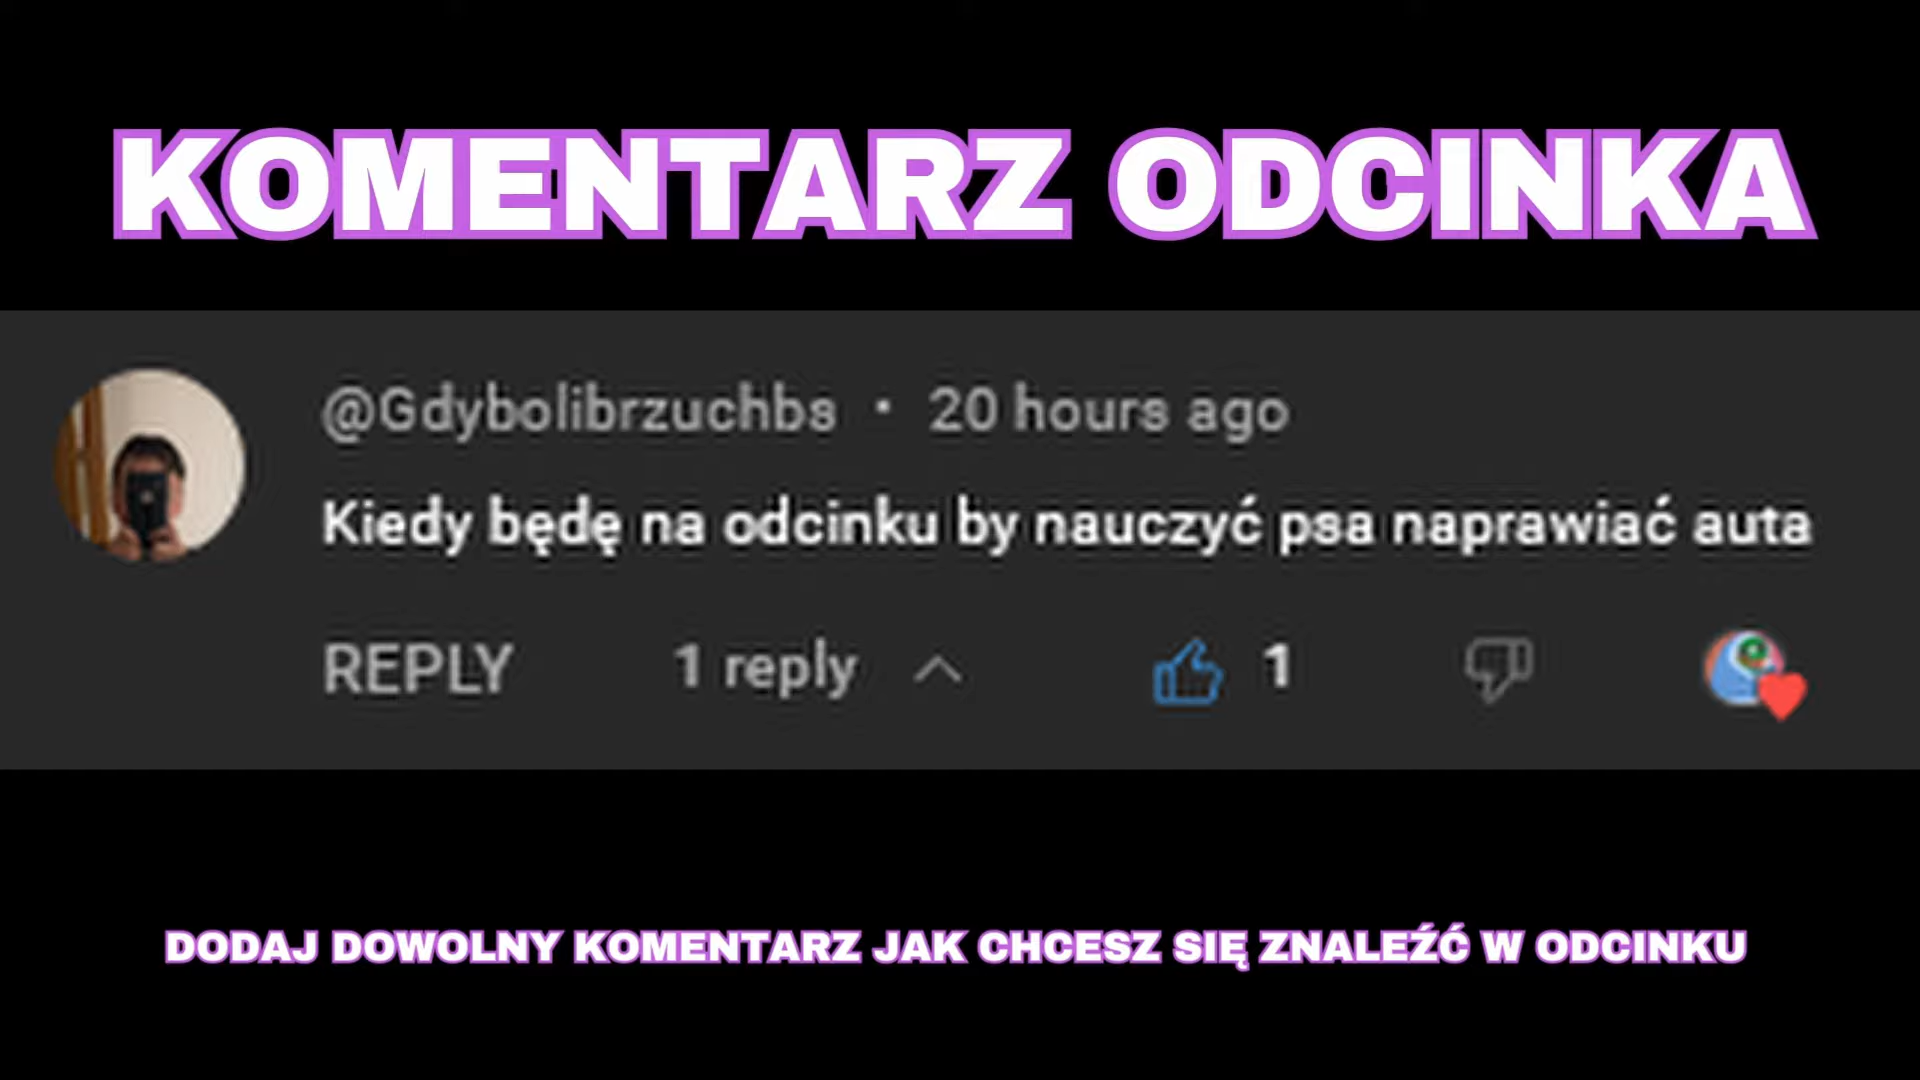 KOMENTARZ ODCINKA
@Gdybolibrzuchbs · 20 hours ago
Kiedy będę na odcinku by nauczyć psa naprawiać auta
REPLY 1 reply 1
DODAJ DOWOLNY KOMENTARZ JAK CHCESZ SIĘ ZNALEŹĆ W ODCINKU